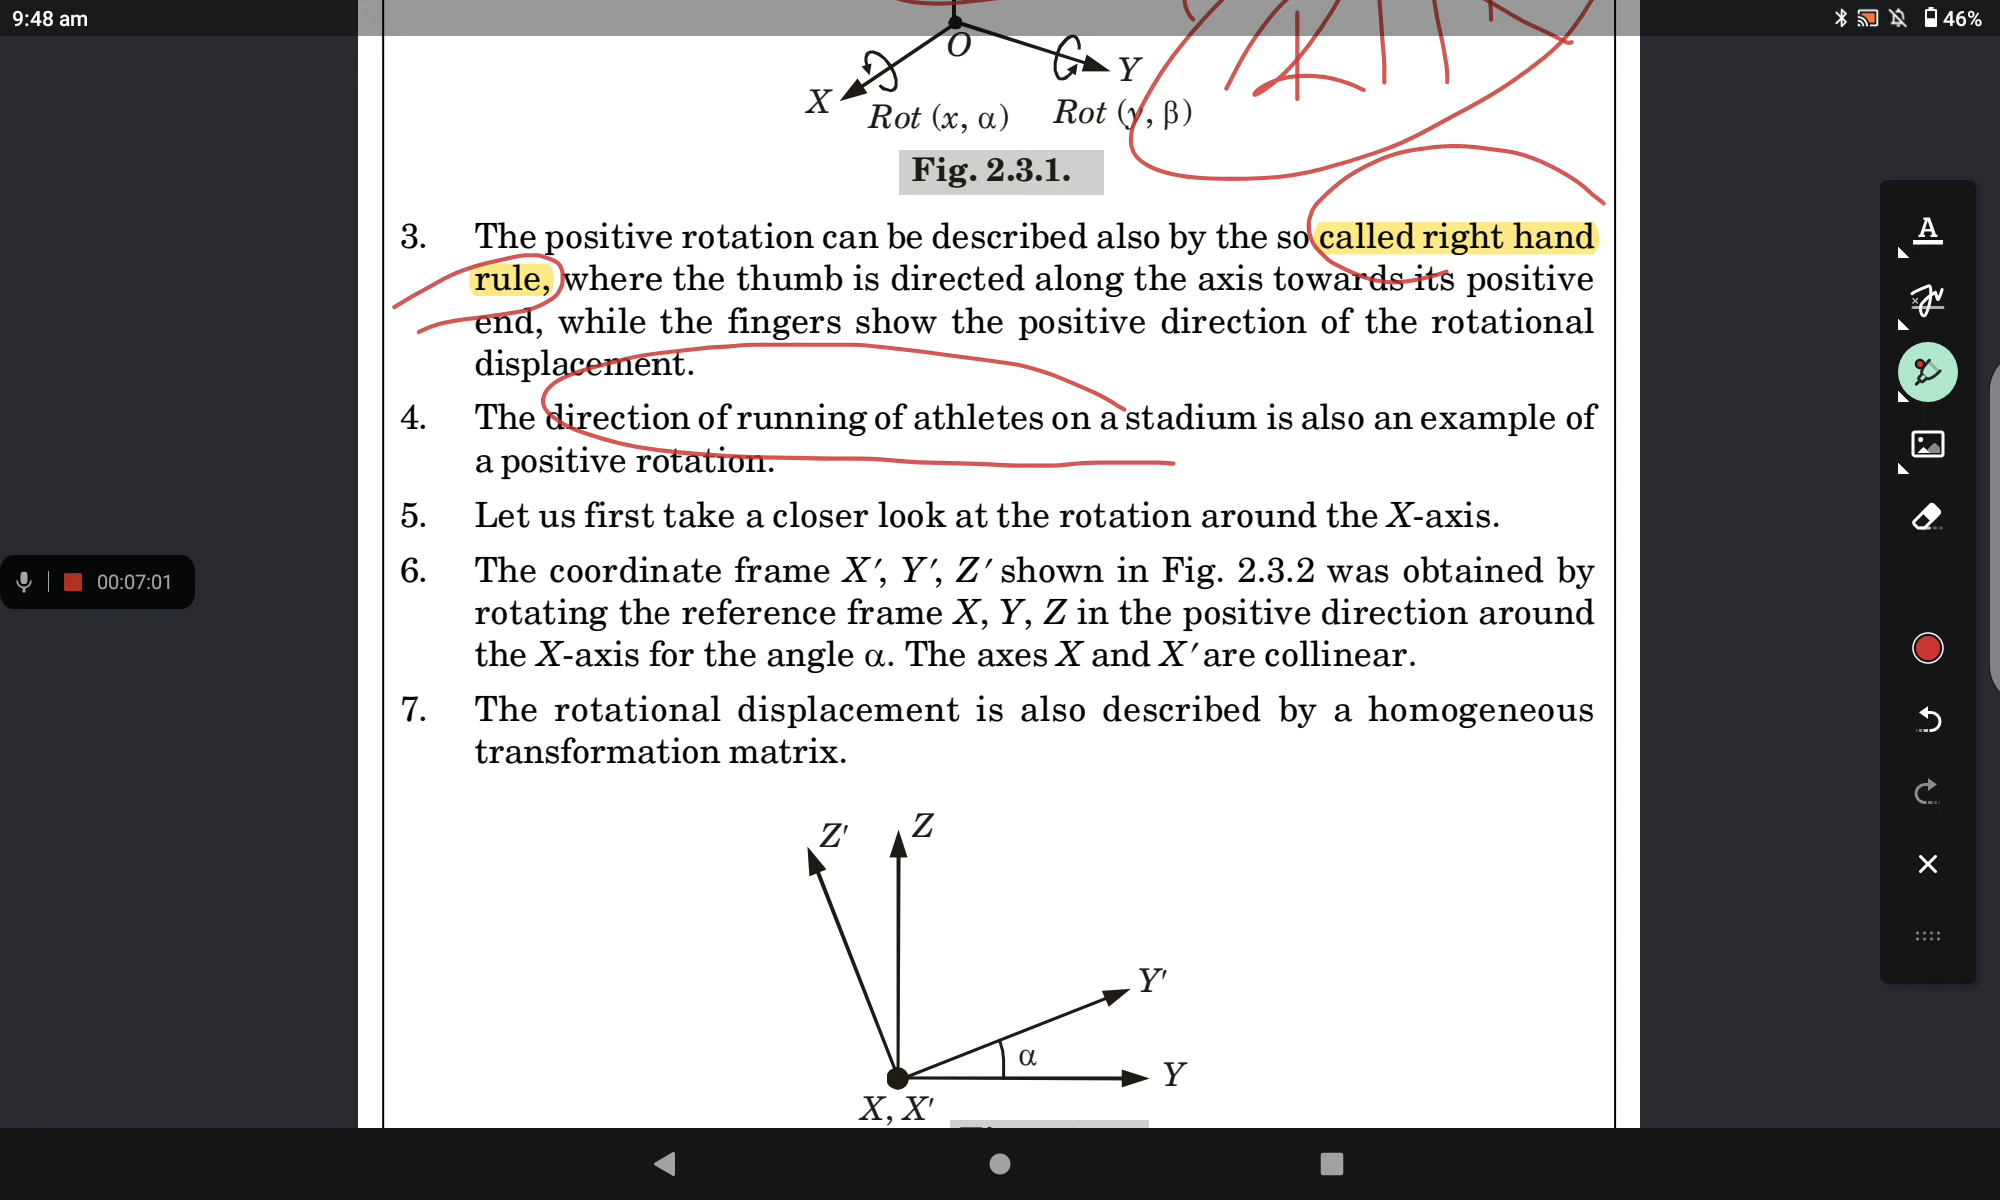 9:48 am
46%
O
X
Y
Rot (x, α) Rot (y, β)
Fig. 2.3.1.
3. The positive rotation can be described also by the so called right hand
rule, where the thumb is directed along the axis towards its positive
end, while the fingers show the positive direction of the rotational
displacement.
4. The direction of running of athletes on a stadium is also an example of
a positive rotation.
5. Let us first take a closer look at the rotation around the X-axis.
00:07:01
6. The coordinate frame X′, Y′, Z′ shown in Fig. 2.3.2 was obtained by
rotating the reference frame X, Y, Z in the positive direction around
the X-axis for the angle α. The axes X and X′ are collinear.
7. The rotational displacement is also described by a homogeneous
transformation matrix.
Z′ Z
Y′
α
Y
X, X′